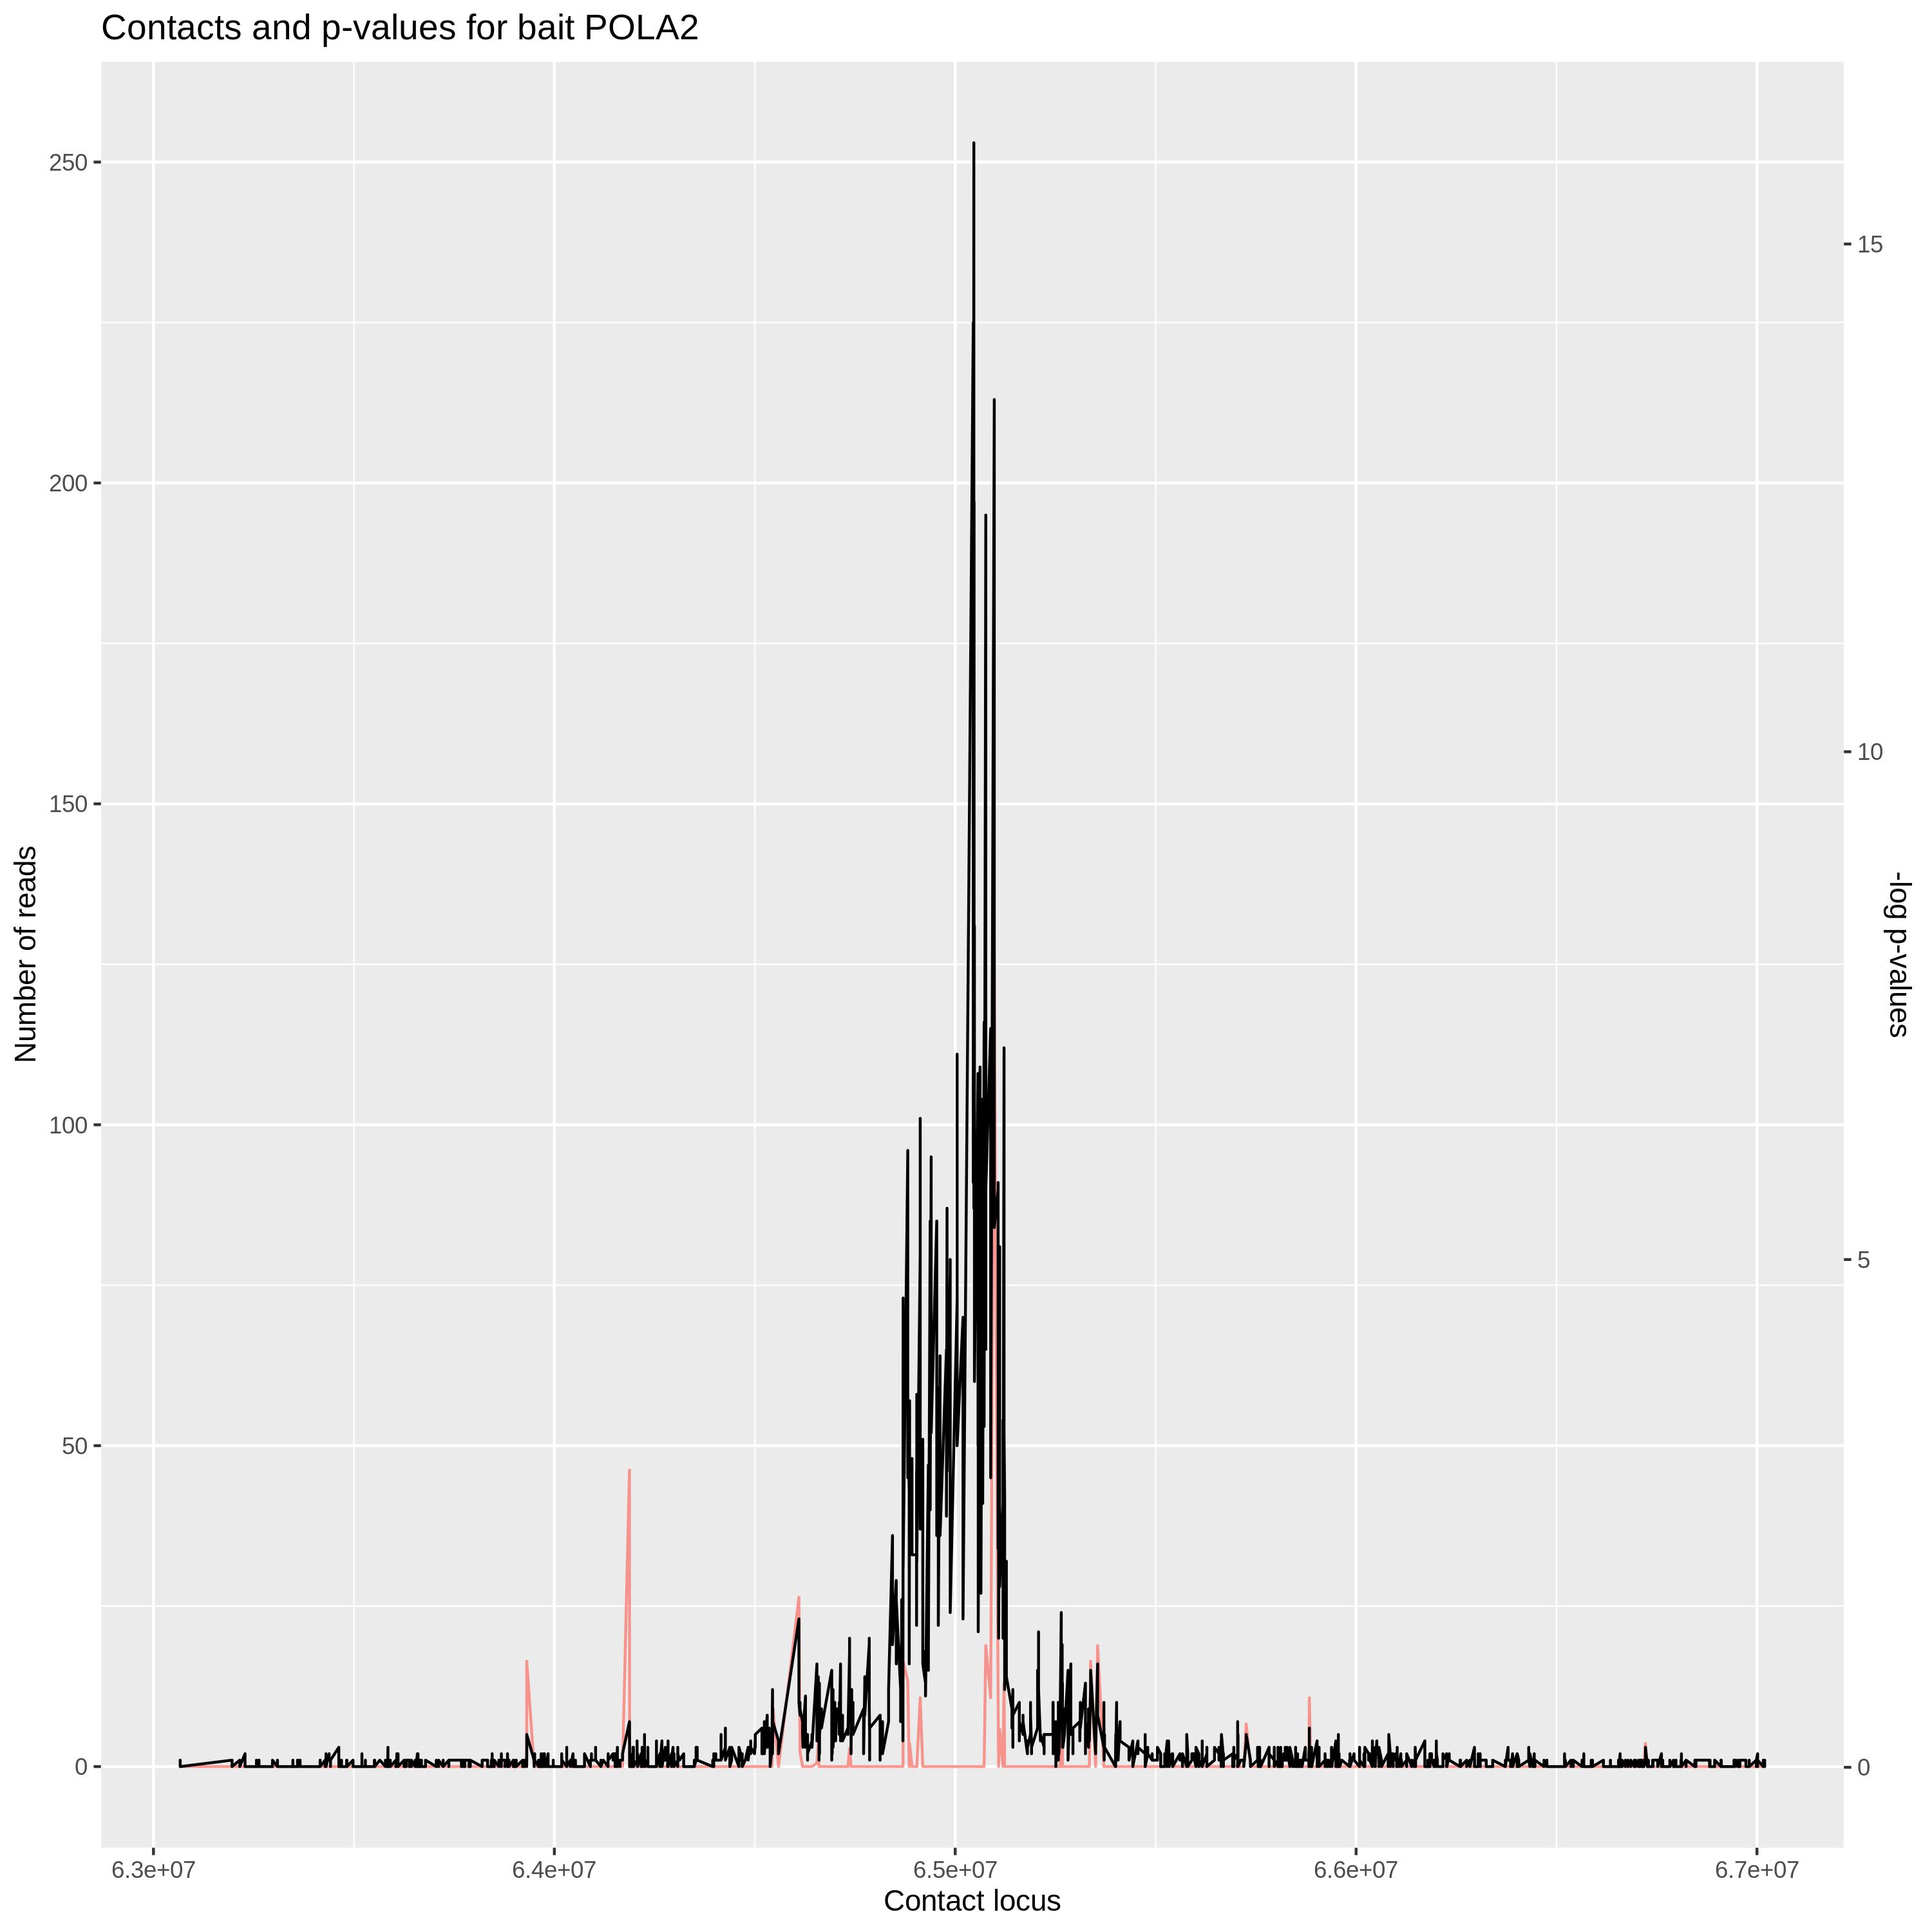 Contacts and p-values for bait POLA2
250
200
150
100
50
0
Number of reads
15
10
5
0
-log p-values
6.3e+07
6.4e+07
6.5e+07
6.6e+07
6.7e+07
Contact locus